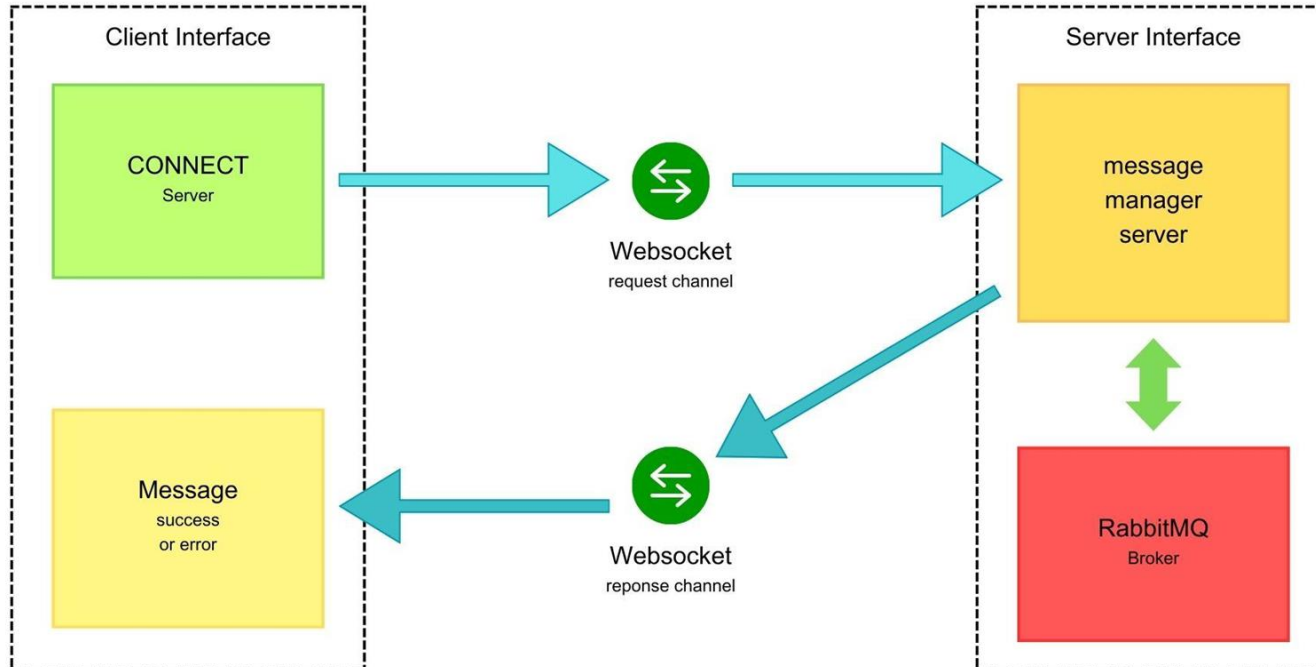 Client Interface
Server Interface
CONNECT
Server
message
manager
server
Websocket
request channel
Message
success
or error
Websocket
reponse channel
RabbitMQ
Broker